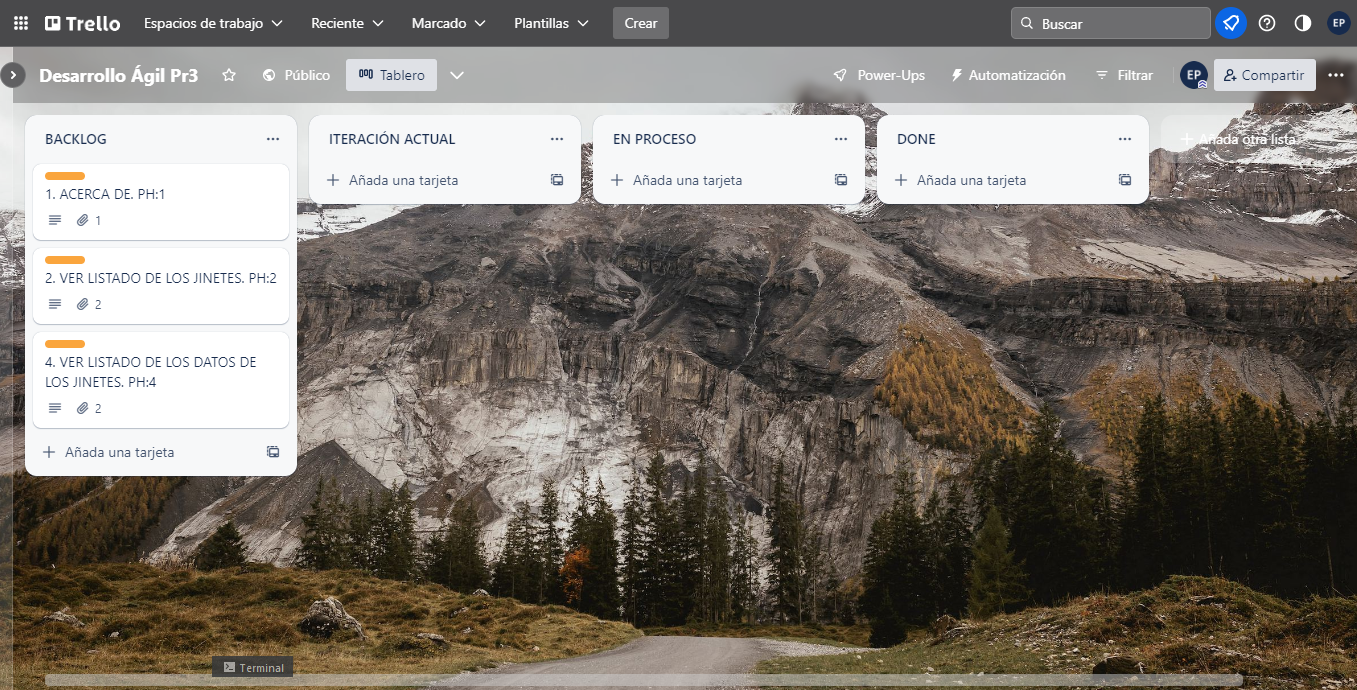 Trello Espacios de trabajo Reciente Marcado Plantillas Crear Buscar EP
Desarrollo Ágil Pr3 Público Tablero Power-Ups Automatización Filtrar EP Compartir
BACKLOG
1. ACERCA DE. PH:1
1
2. VER LISTADO DE LOS JINETES. PH:2
2
4. VER LISTADO DE LOS DATOS DE
LOS JINETES. PH:4
2
Añada una tarjeta
ITERACIÓN ACTUAL
Añada una tarjeta
EN PROCESO
Añada una tarjeta
DONE
Añada una tarjeta
Añada otra lista
Terminal